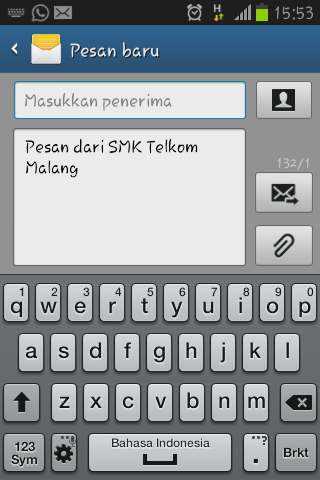 H 15:53
Pesan baru
Masukkan penerima
Pesan dari SMK Telkom
Malang
132/1
1 2 3 4 5 6 7 8 9 0
q w e r t y u i o p
a s d f g h j k l
z x c v b n m
123
Sym
Bahasa Indonesia
..?
.
Brkt